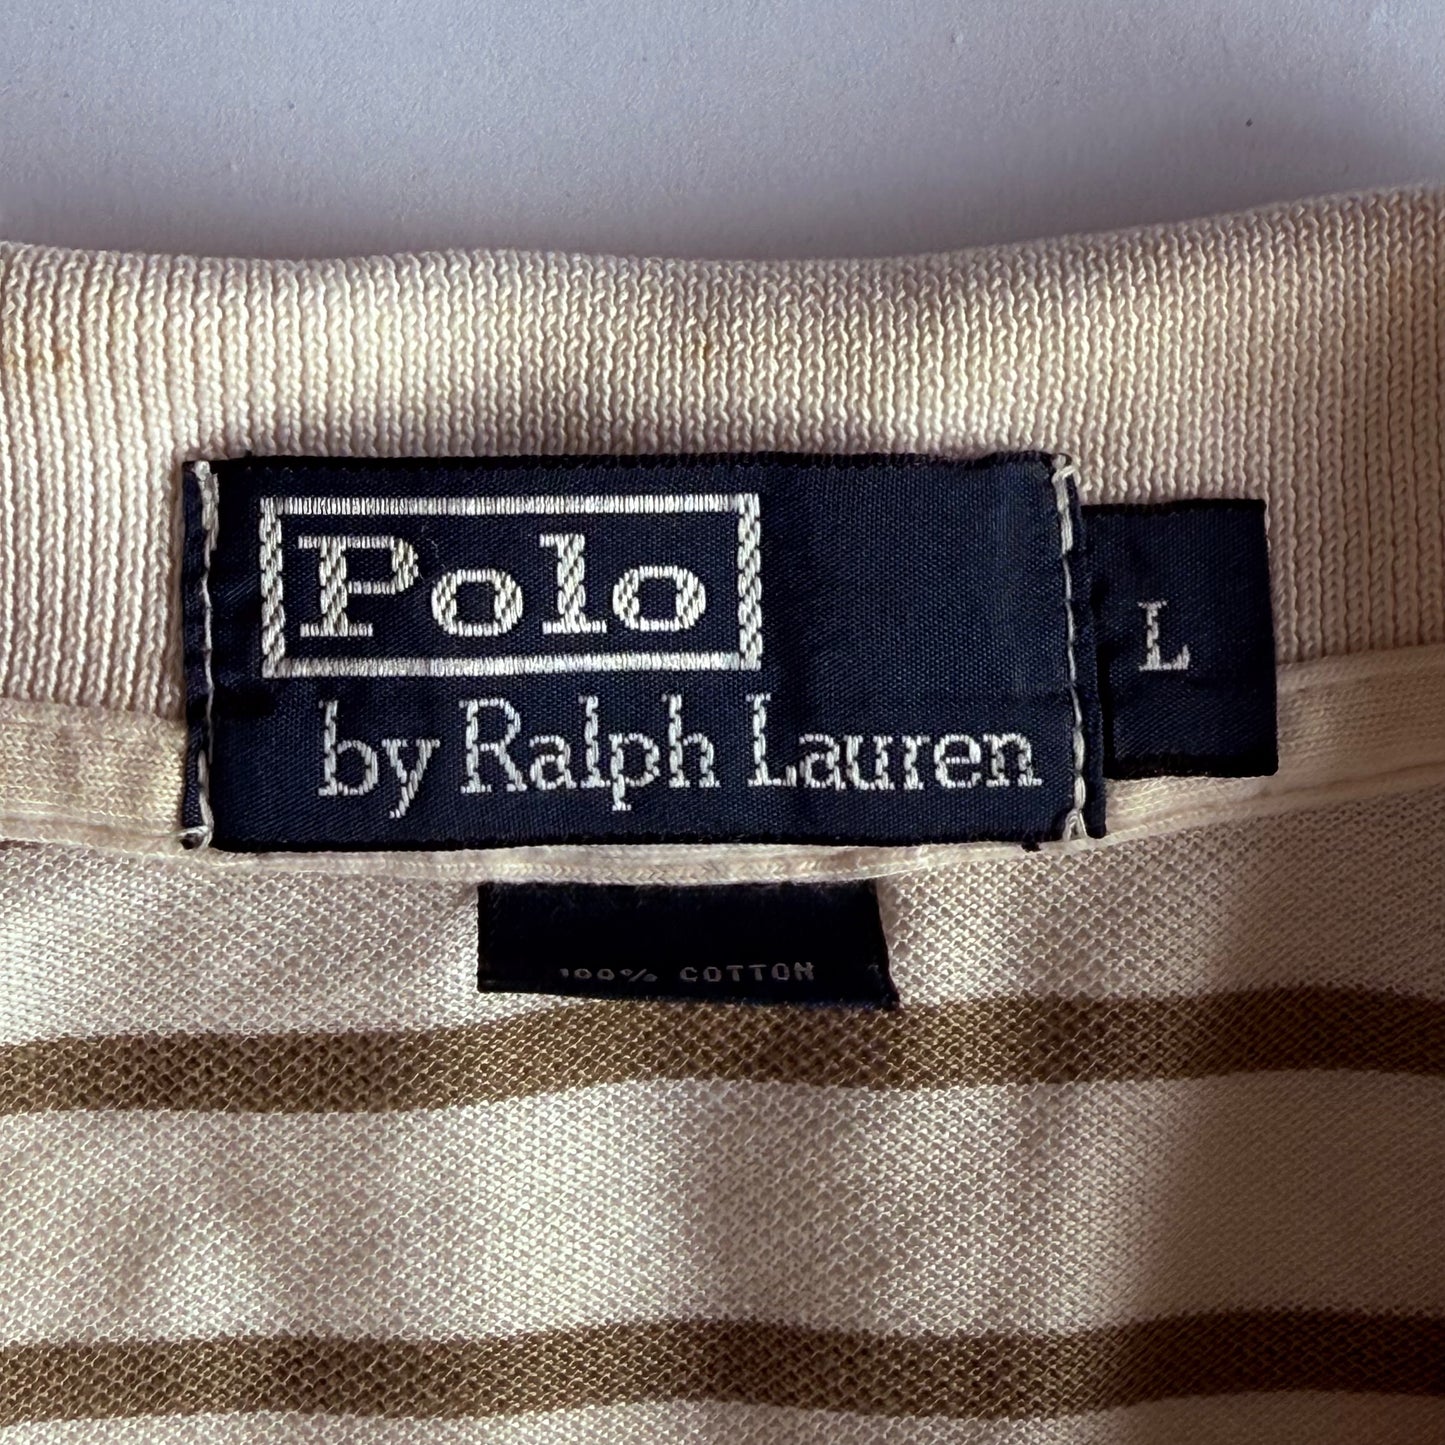 Polo
by Ralph Lauren
L
100% COTTON